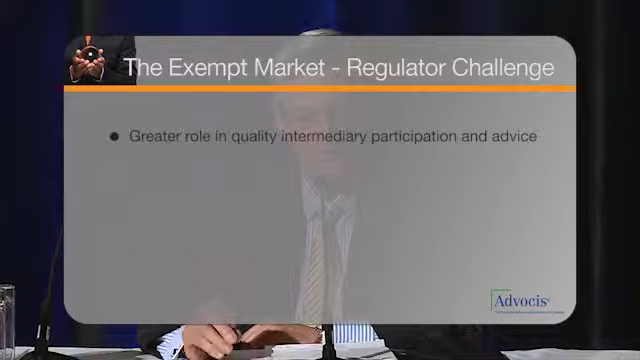 The Exempt Market - Regulator Challenge
● Greater role in quality intermediary participation and advice
Advocis